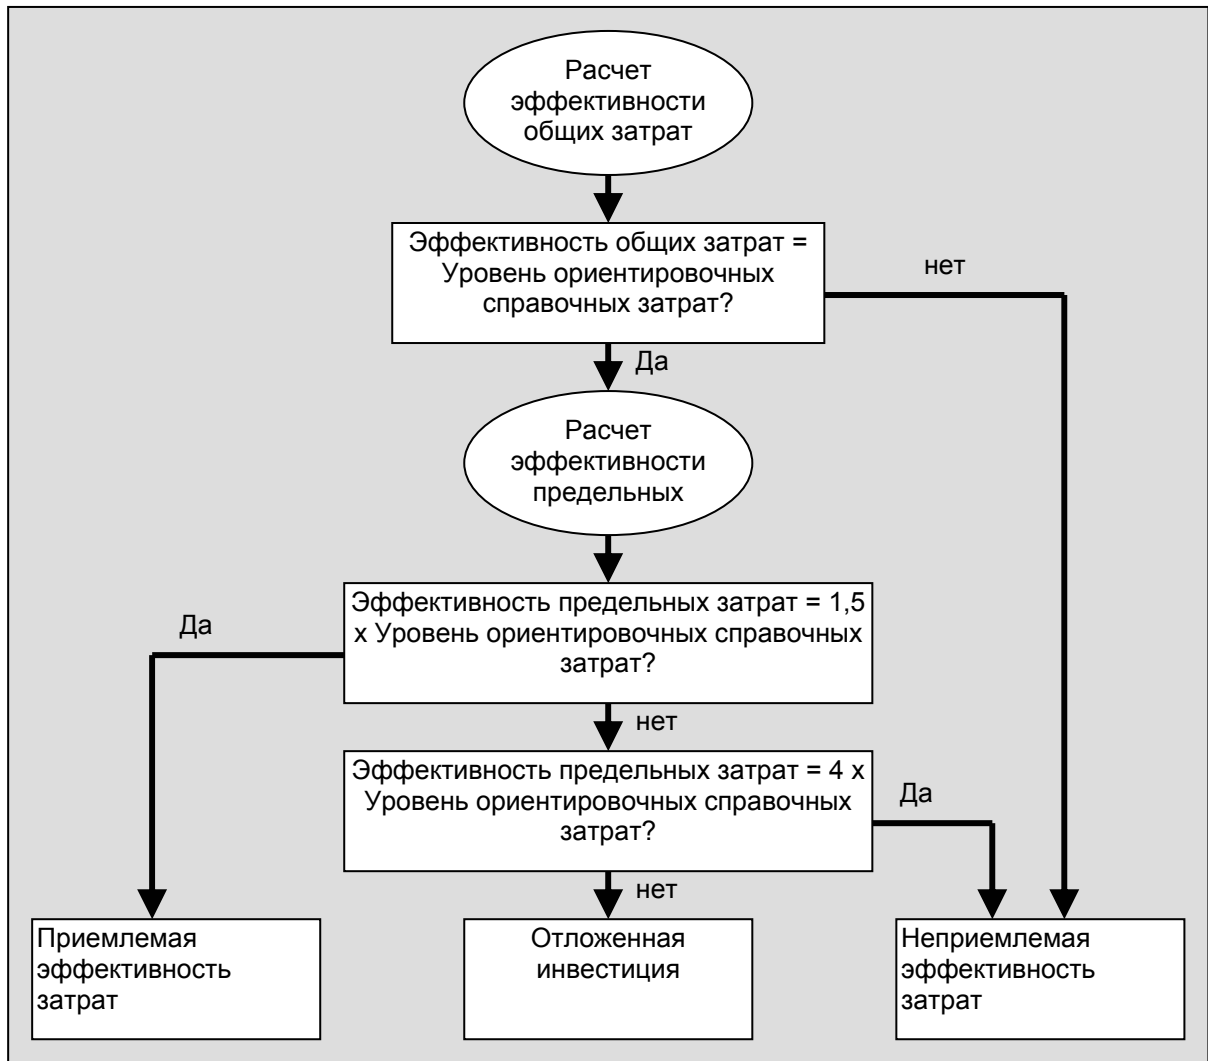 Расчет
эффективности
общих затрат
Эффективность общих затрат =
Уровень ориентировочных
справочных затрат?
нет
Да
Расчет
эффективности
предельных
Эффективность предельных затрат = 1,5
х Уровень ориентировочных справочных
затрат?
Да
нет
Эффективность предельных затрат = 4 х
Уровень ориентировочных справочных
затрат?
Да
нет
Приемлемая
эффективность
затрат
Отложенная
инвестиция
Неприемлемая
эффективность
затрат